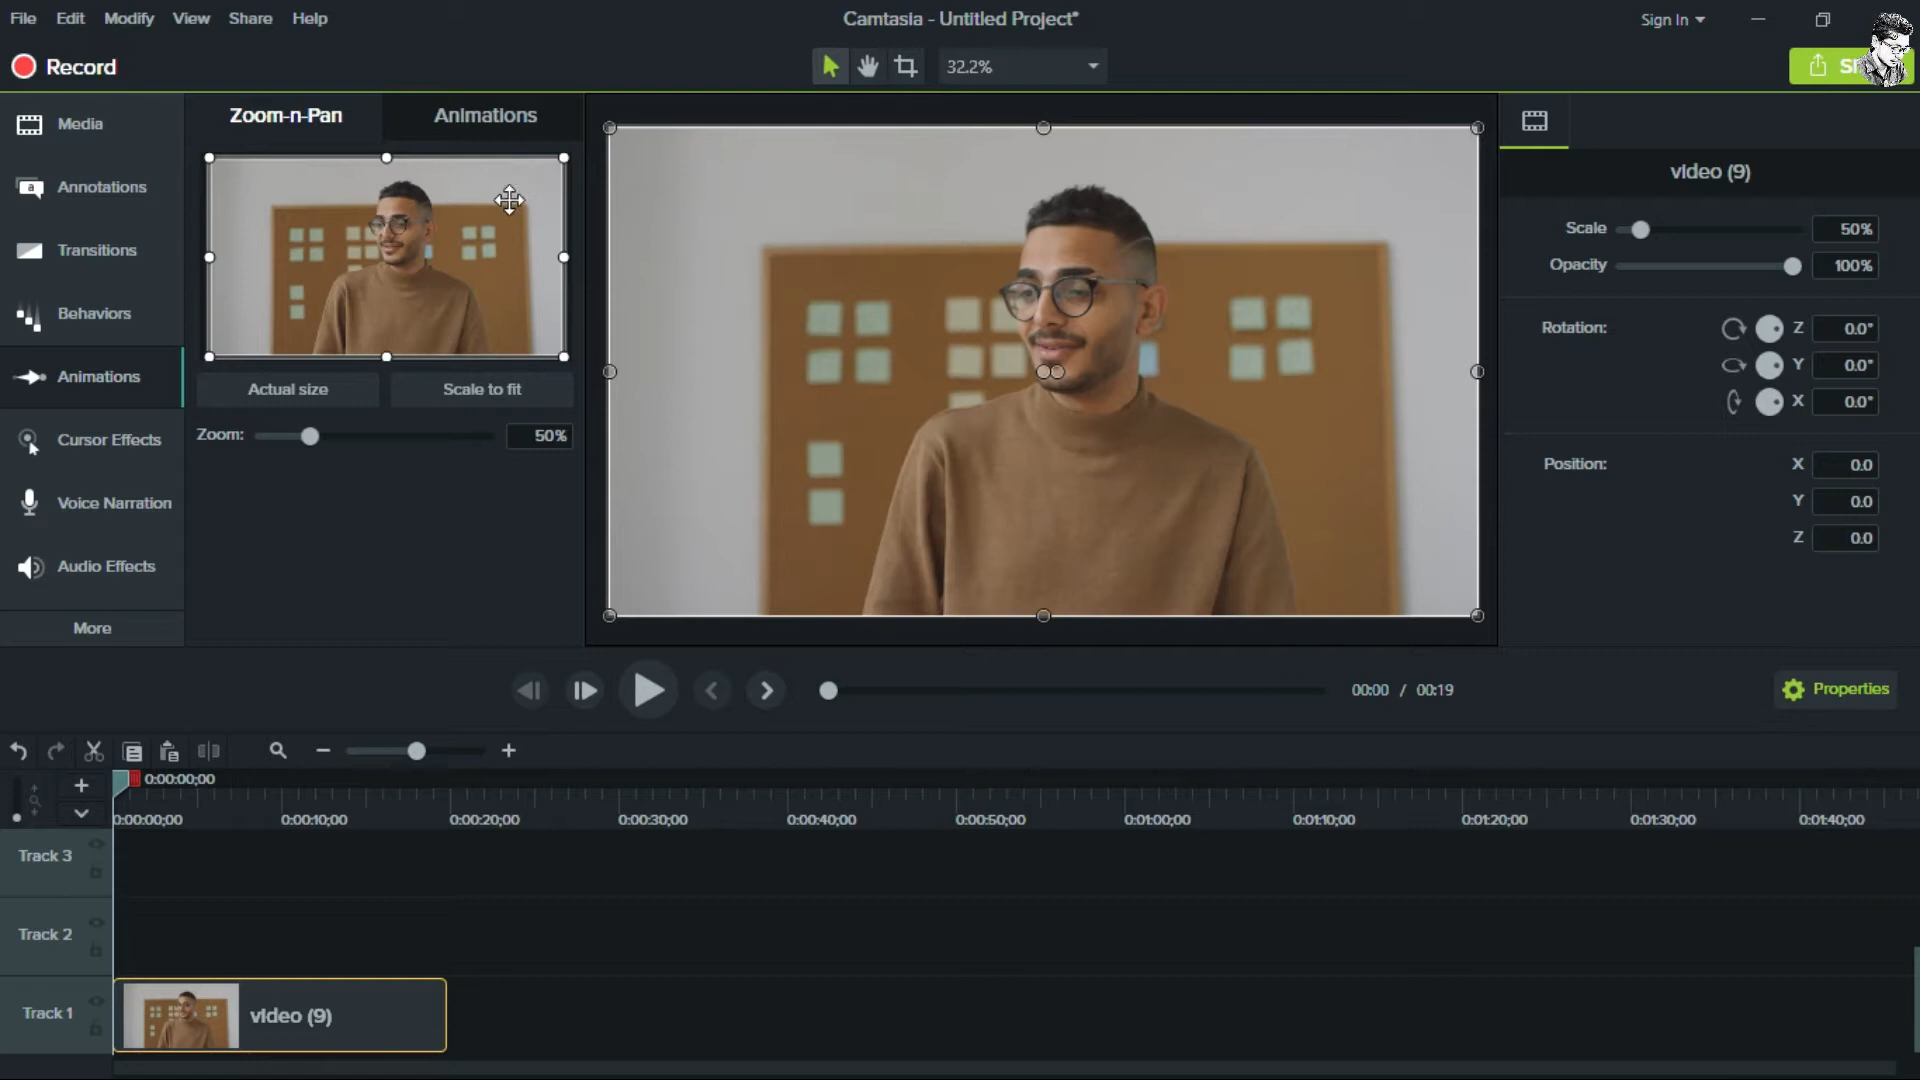 File Edit Modify View Share Help
Camtasia - Untitled Project*
Sign In
Record
32.2%
Media
Annotations
Transitions
Behaviors
Animations
Cursor Effects
Voice Narration
Audio Effects
More
Zoom-n-Pan Animations
Actual size Scale to fit
Zoom: 50%
video (9)
Scale 50%
Opacity 100%
Rotation: Z 0.0°
Y 0.0°
X 0.0°
Position: X 0.0
Y 0.0
Z 0.0
00:00 / 00:19
Properties
0:00:00;00
0:00:00;00 0:00:10;00 0:00:20;00 0:00:30;00 0:00:40;00 0:00:50;00 0:01:00;00 0:01:10;00 0:01:20;00 0:01:30;00 0:01:40;00
Track 3
Track 2
Track 1
video (9)